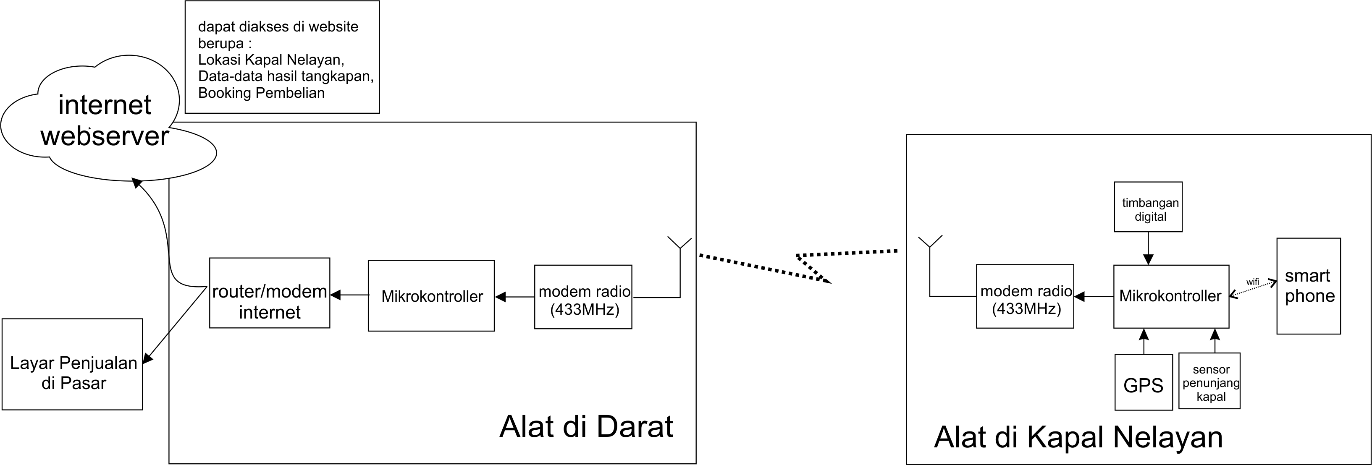 dapat diakses di website
berupa :
Lokasi Kapal Nelayan,
Data-data hasil tangkapan,
Booking Pembelian
internet
webserver
router/modem
internet
Mikrokontroller
modem radio
(433MHz)
Layar Penjualan
di Pasar
Alat di Darat
timbangan
digital
modem radio
(433MHz)
Mikrokontroller
wifi
smart
phone
GPS
sensor
penunjang
kapal
Alat di Kapal Nelayan